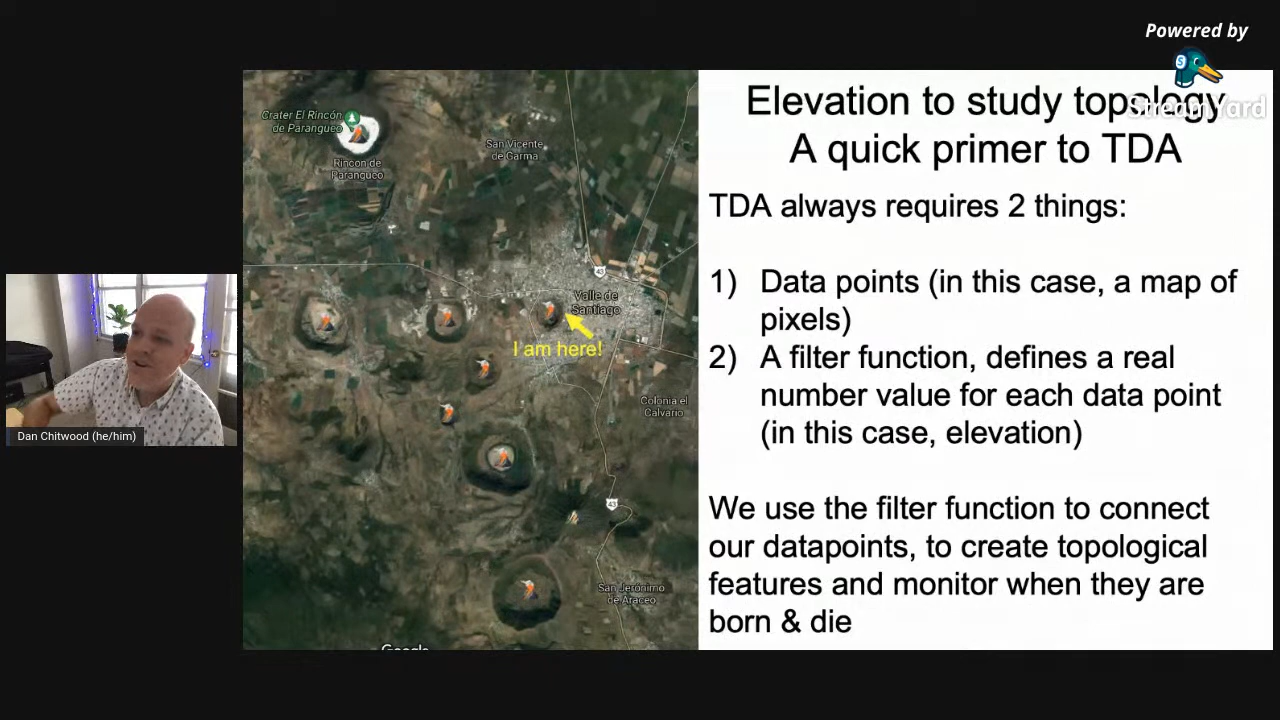 Powered by
StreamYard
Elevation to study topology
A quick primer to TDA
TDA always requires 2 things:
1) Data points (in this case, a map of
pixels)
2) A filter function, defines a real
number value for each data point
(in this case, elevation)
We use the filter function to connect
our datapoints, to create topological
features and monitor when they are
born & die
Crater El Rincón
de Parangueo
Rincon de
Parangueo
San Vicente
de Garma
43
Valle de
Santiago
I am here!
Colonia el
Calvario
43
San Jerónimo
de Araceo
Google
Dan Chitwood (he/him)